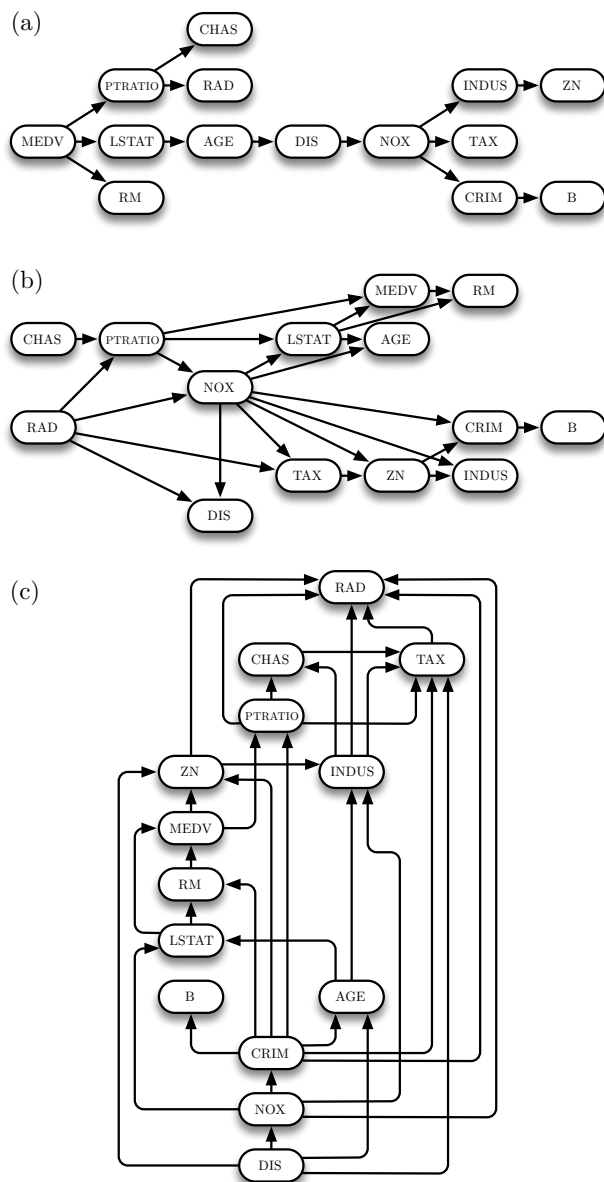 (a)
CHAS
PTRATIO RAD INDUS ZN
MEDV LSTAT AGE DIS NOX TAX
RM CRIM B
(b)
MEDV RM
CHAS PTRATIO LSTAT AGE
NOX
RAD CRIM B
TAX ZN INDUS
DIS
(c)
RAD
CHAS TAX
PTRATIO
ZN INDUS
MEDV
RM
LSTAT
B AGE
CRIM
NOX
DIS